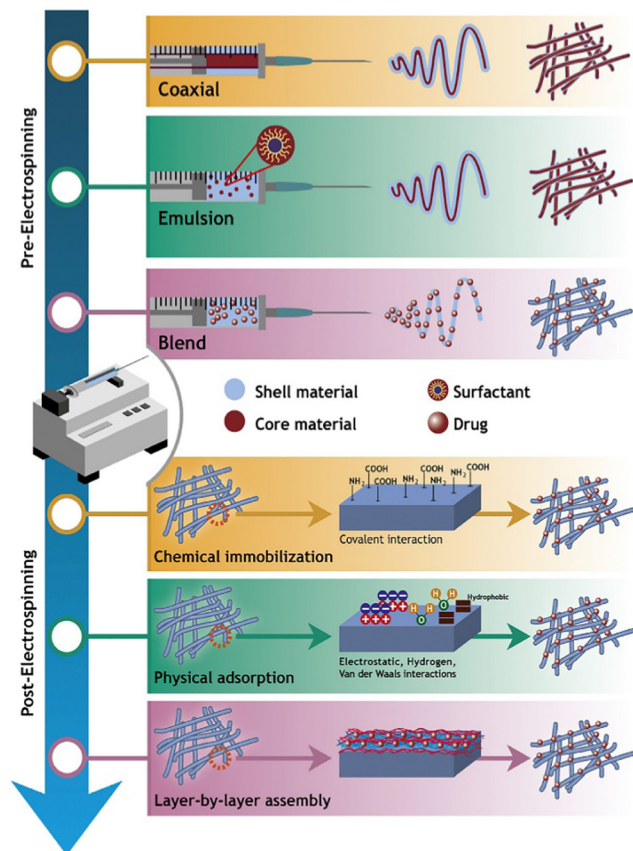 Pre-Electrospinning
Coaxial
Emulsion
Blend
Shell material
Surfactant
Core material
Drug
Post-Electrospinning
COOH
COOH
COOH
NH2
NH2
NH2
COOH
NH2
Covalent interaction
Chemical immobilization
H
H
Hydrophobic
H
H
O
O
Electrostatic, Hydrogen,
Van der Waals interactions
Physical adsorption
Layer-by-layer assembly